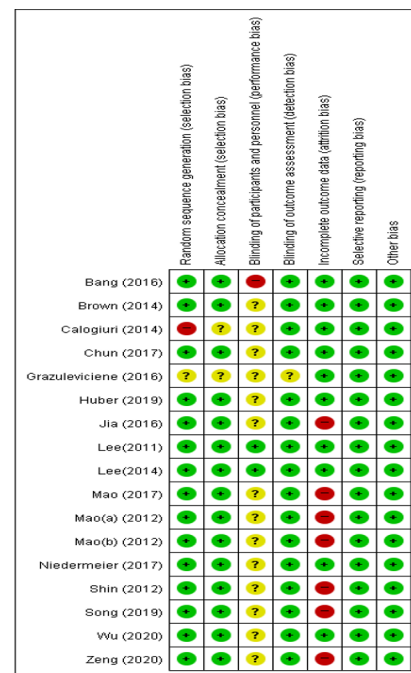 Random sequence generation (selection bias)
Allocation concealment (selection bias)
Blinding of participants and personnel (performance bias)
Blinding of outcome assessment (detection bias)
Incomplete outcome data (attrition bias)
Selective reporting (reporting bias)
Other bias
Bang (2016) + + - + + + +
Brown (2014) + + ? + + + +
Calogiuri (2014) - ? ? + + + +
Chun (2017) + + ? + + + +
Grazuleviciene (2016) ? ? ? ? + + +
Huber (2019) + + ? + + + +
Jia (2016) + + ? + - + +
Lee(2011) + + + + + + +
Lee(2014) + + + + + + +
Mao (2017) + + ? + - + +
Mao(a) (2012) + + ? + - + +
Mao(b) (2012) + + ? + - + +
Niedermeier (2017) + + ? + + + +
Shin (2012) + + ? + - + +
Song (2019) + + ? + - + +
Wu (2020) + + ? + + + +
Zeng (2020) + + ? + - + +